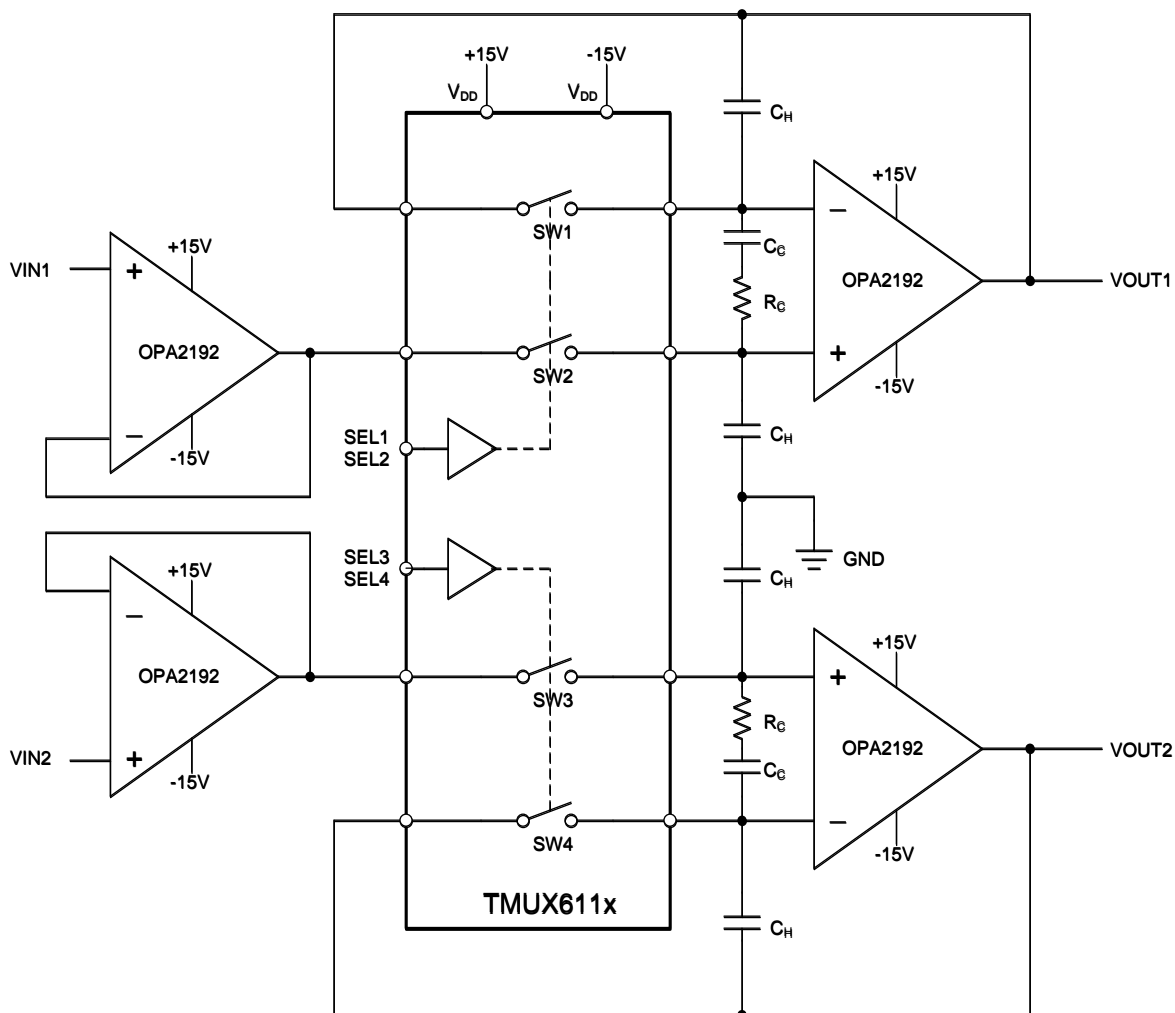 +15V
-15V
VDD
VDD
CH
+15V
SW1
CC
+15V
VIN1
+
−
OPA2192
RC
OPA2192
VOUT1
SW2
+
-15V
−
-15V
SEL1
SEL2
CH
SEL3
SEL4
GND
+15V
CH
−
+15V
OPA2192
SW3
+
RC
VIN2
+
OPA2192
VOUT2
-15V
CC
SW4
−
-15V
TMUX611x
CH